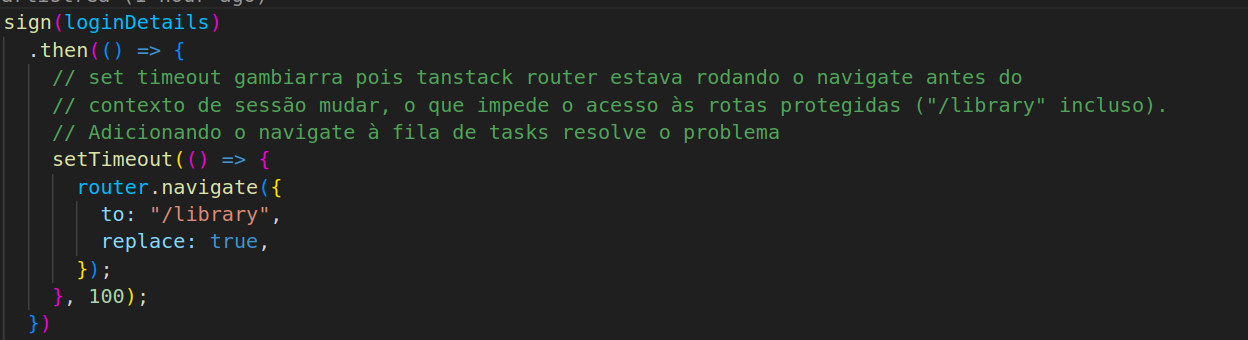 sign(loginDetails)
.then(() => {
// set timeout gambiarra pois tanstack router estava rodando o navigate antes do
// contexto de sessão mudar, o que impede o acesso às rotas protegidas ("/library" incluso).
// Adicionando o navigate à fila de tasks resolve o problema
setTimeout(() => {
router.navigate({
to: "/library",
replace: true,
});
}, 100);
})